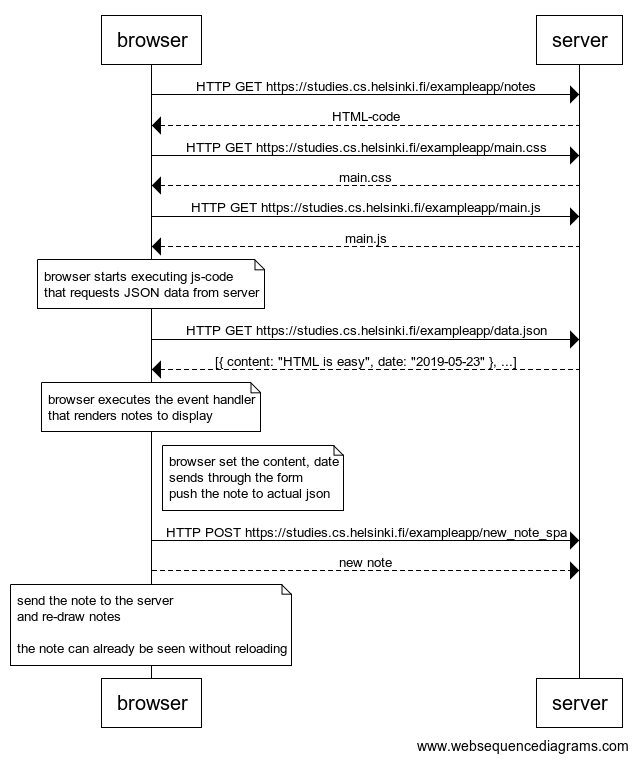 browser
server
HTTP GET https://studies.cs.helsinki.fi/exampleapp/notes
HTML-code
HTTP GET https://studies.cs.helsinki.fi/exampleapp/main.css
main.css
HTTP GET https://studies.cs.helsinki.fi/exampleapp/main.js
main.js
browser starts executing js-code
that requests JSON data from server
HTTP GET https://studies.cs.helsinki.fi/exampleapp/data.json
[{ content: "HTML is easy", date: "2019-05-23" }, ...]
browser executes the event handler
that renders notes to display
browser set the content, date
sends through the form
push the note to actual json
HTTP POST https://studies.cs.helsinki.fi/exampleapp/new_note_spa
new note
send the note to the server
and re-draw notes
the note can already be seen without reloading
browser
server
www.websequencediagrams.com